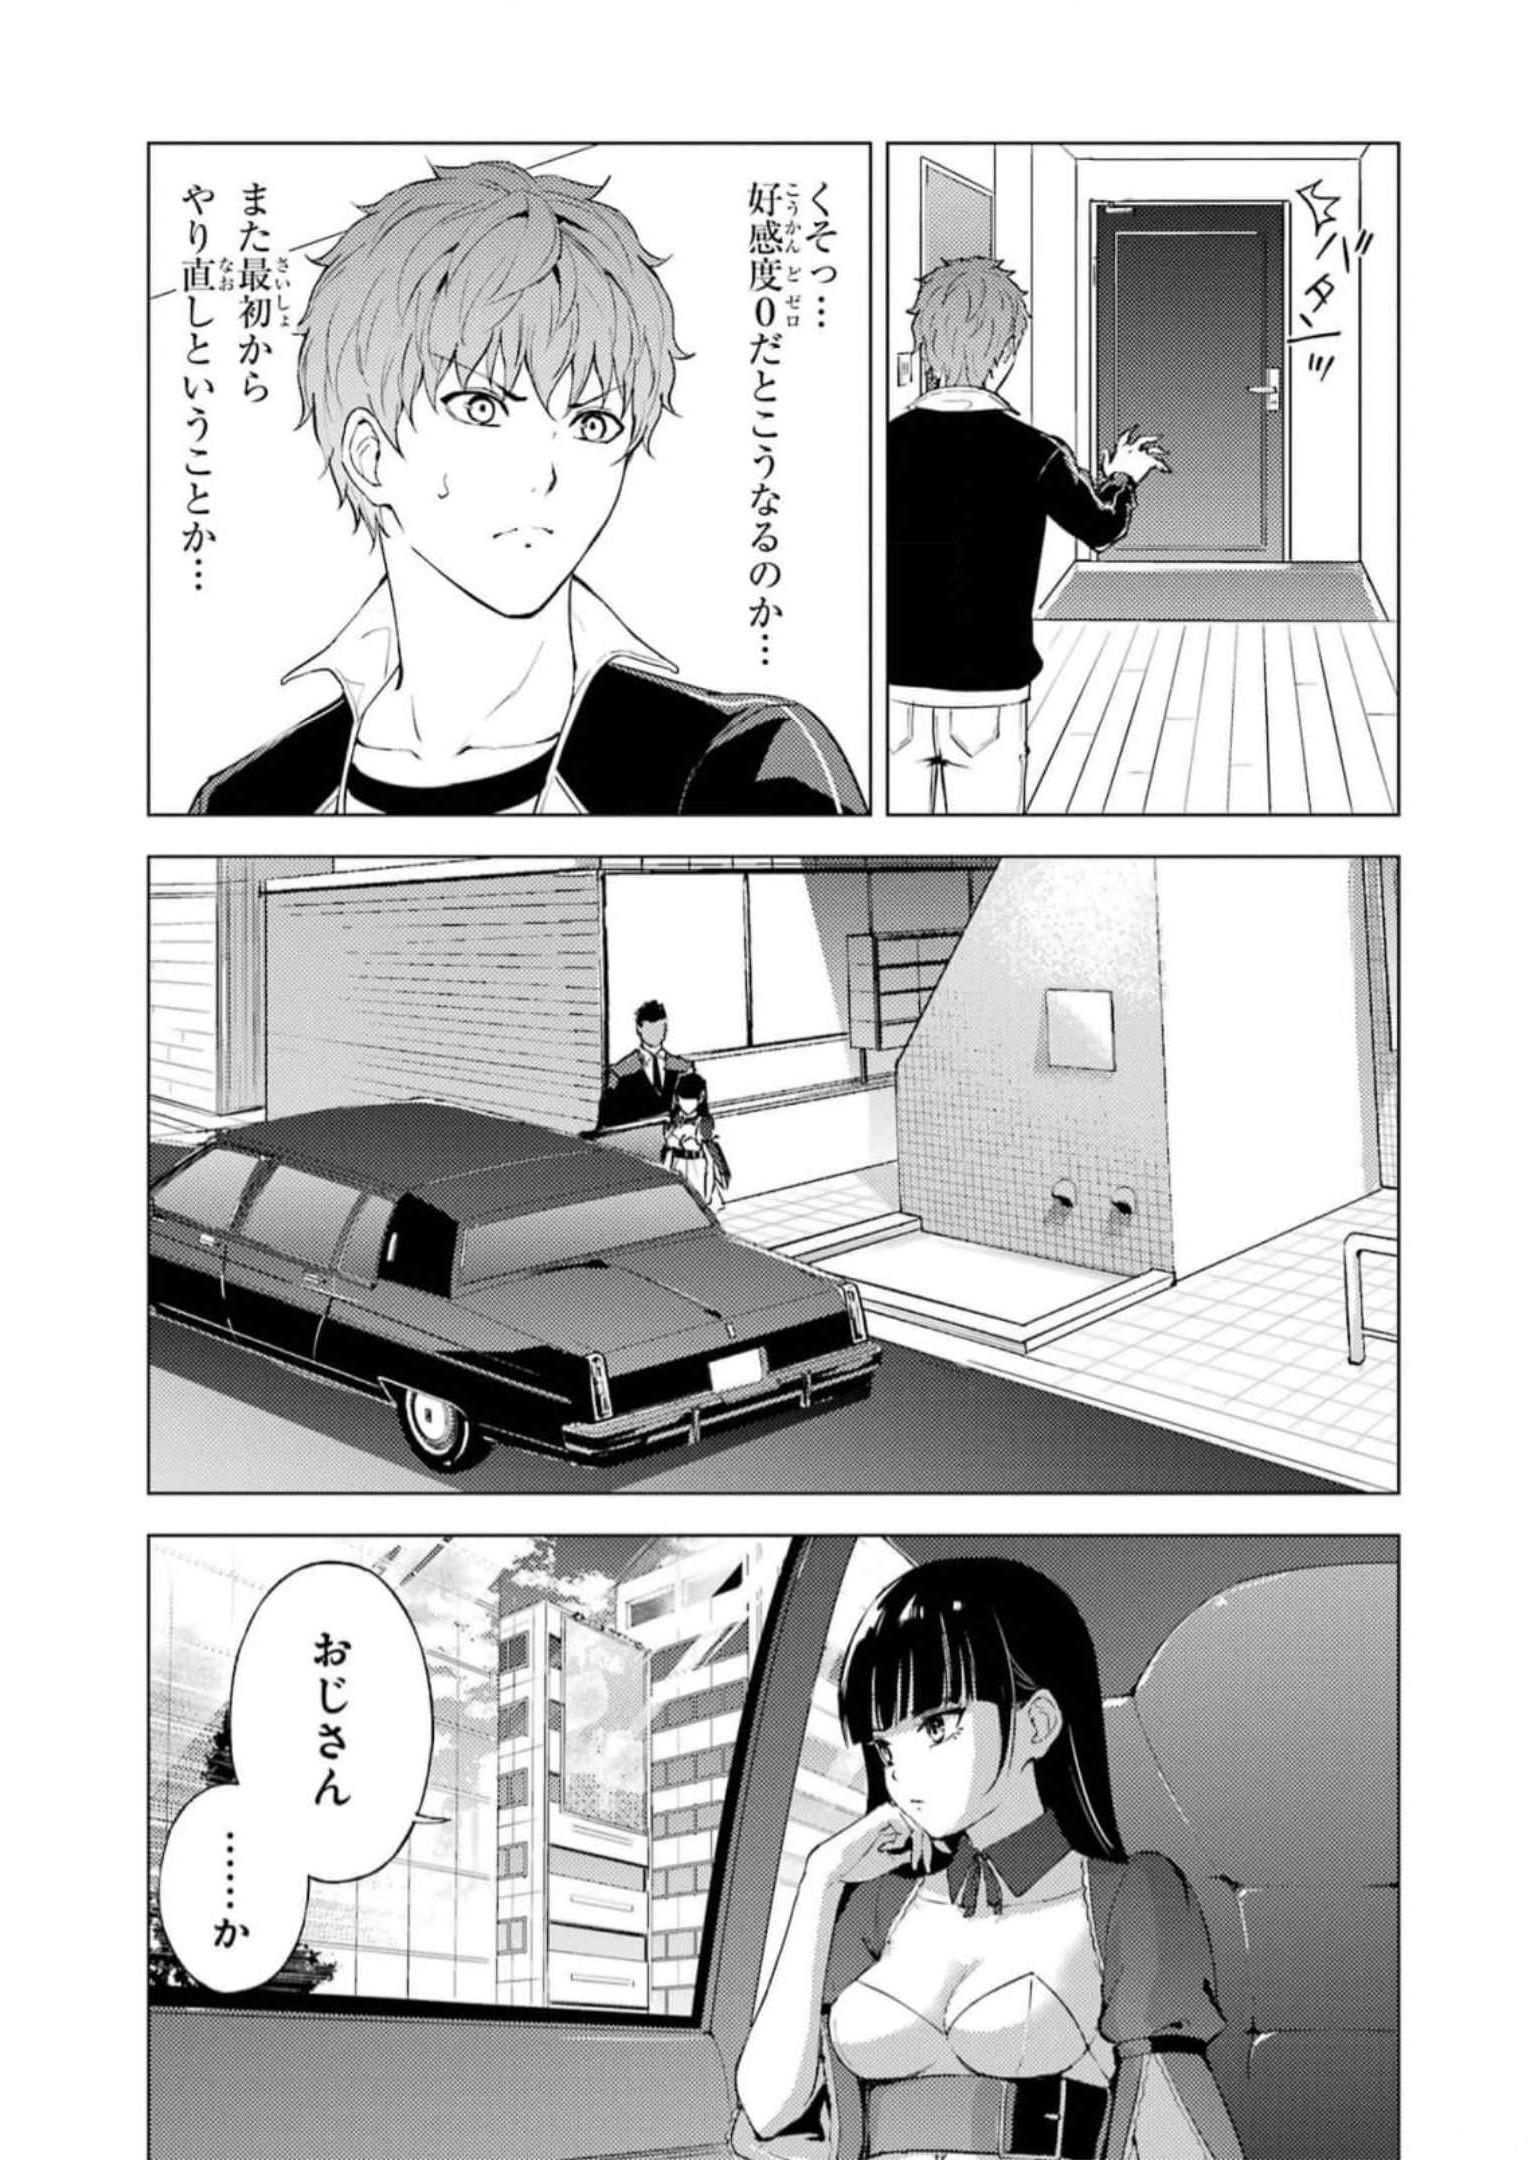 バタンッ
くそっ…
好感度0だとこうなるのか…
また最初から
やり直しということか…
おじさん
……か